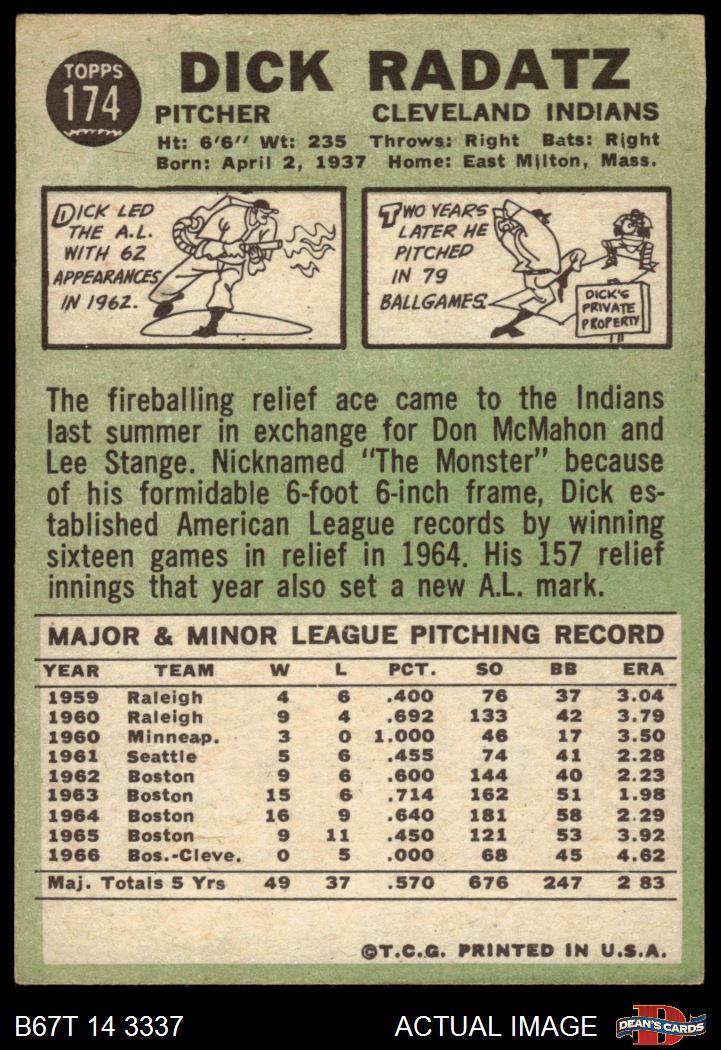 TOPPS
174
DICK RADATZ
PITCHER CLEVELAND INDIANS
Ht: 6'6" Wt: 235 Throws: Right Bats: Right
Born: April 2, 1937 Home: East Milton, Mass.
DICK LED
THE A.L.
WITH 62
APPEARANCES
IN 1962.
TWO YEARS
LATER HE
PITCHED
IN 79
BALLGAMES.
DICK'S
PRIVATE
PROPERTY
The fireballing relief ace came to the Indians
last summer in exchange for Don McMahon and
Lee Stange. Nicknamed "The Monster" because
of his formidable 6-foot 6-inch frame, Dick es-
tablished American League records by winning
sixteen games in relief in 1964. His 157 relief
innings that year also set a new A.L. mark.
MAJOR & MINOR LEAGUE PITCHING RECORD
YEAR TEAM W L PCT. SO BB ERA
1959 Raleigh 4 6 .400 76 37 3.04
1960 Raleigh 9 4 .692 133 42 3.79
1960 Minneap. 3 0 1.000 46 17 3.50
1961 Seattle 5 6 .455 74 41 2.28
1962 Boston 9 6 .600 144 40 2.23
1963 Boston 15 6 .714 162 51 1.98
1964 Boston 16 9 .640 181 58 2.29
1965 Boston 9 11 .450 121 53 3.92
1966 Bos.-Cleve. 0 5 .000 68 45 4.62
Maj. Totals 5 Yrs 49 37 .570 676 247 2 83
©T.C.G. PRINTED IN U.S.A.
B67T 14 3337 ACTUAL IMAGE D DEAN'S CARDS